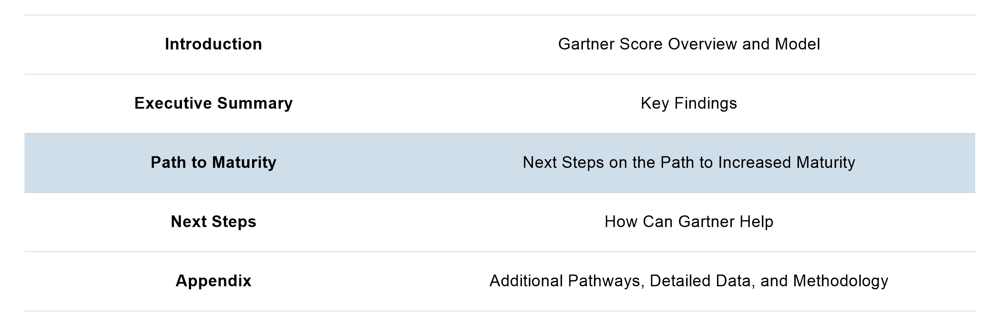 Introduction
Gartner Score Overview and Model
Executive Summary
Key Findings
Path to Maturity
Next Steps on the Path to Increased Maturity
Next Steps
How Can Gartner Help
Appendix
Additional Pathways, Detailed Data, and Methodology